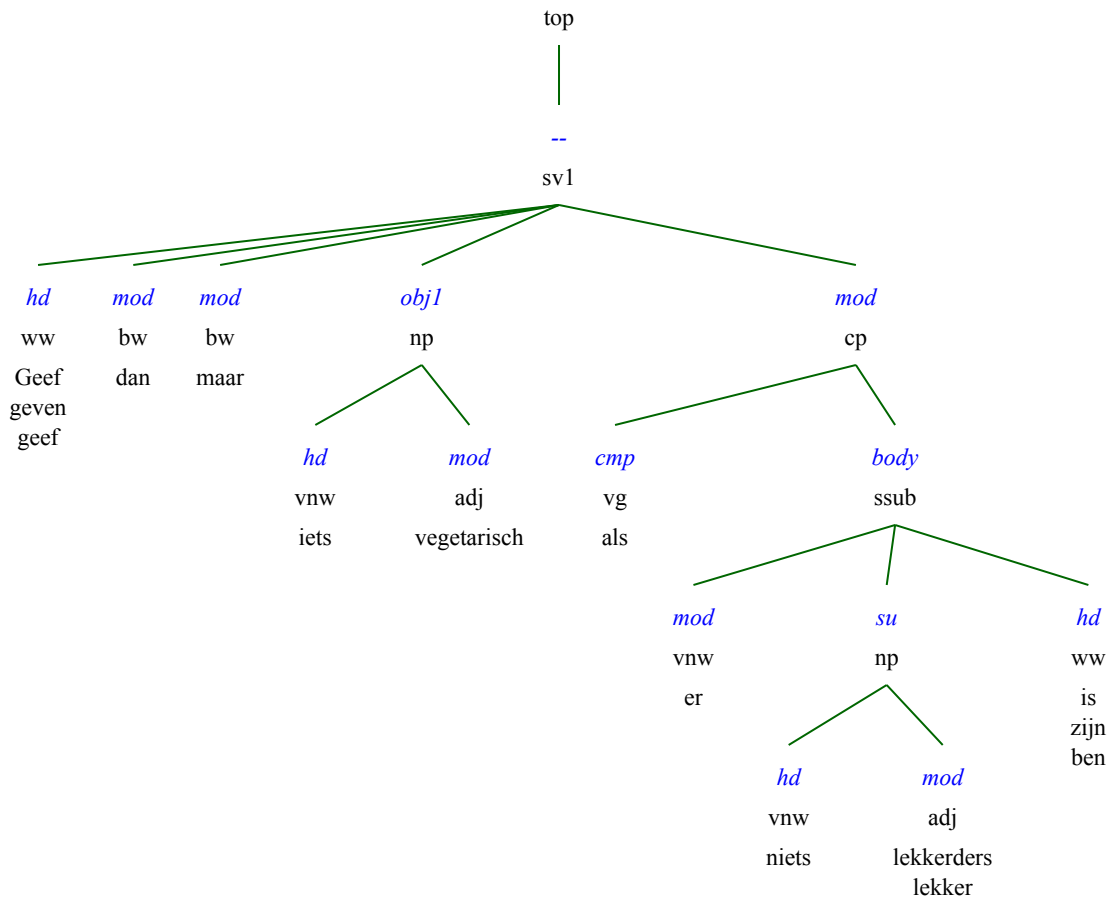 top
--
sv1
hd mod mod obj1 mod
ww bw bw np cp
Geef dan maar
geven
geef
hd mod cmp body
vnw adj vg ssub
iets vegetarisch als
mod su hd
vnw np ww
er is
zijn
ben
hd mod
vnw adj
niets lekkerders
lekker